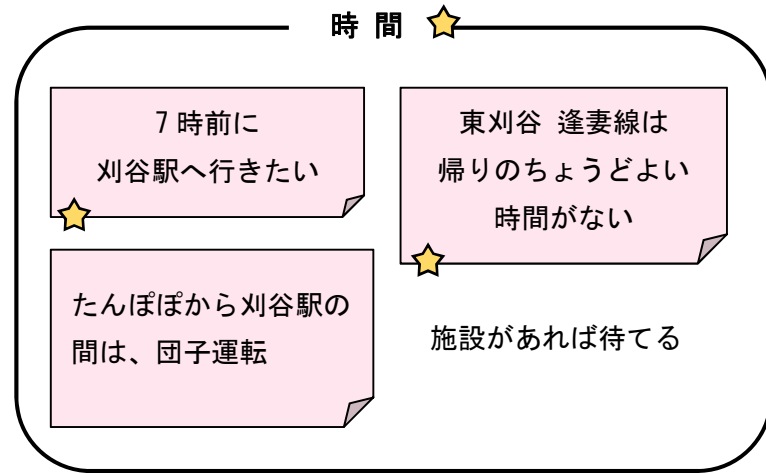 時間
7時前に
刈谷駅へ行きたい
東刈谷 逢妻線は
帰りのちょうどよい
時間がない
たんぽぽから刈谷駅の
間は、団子運転
施設があれば待てる